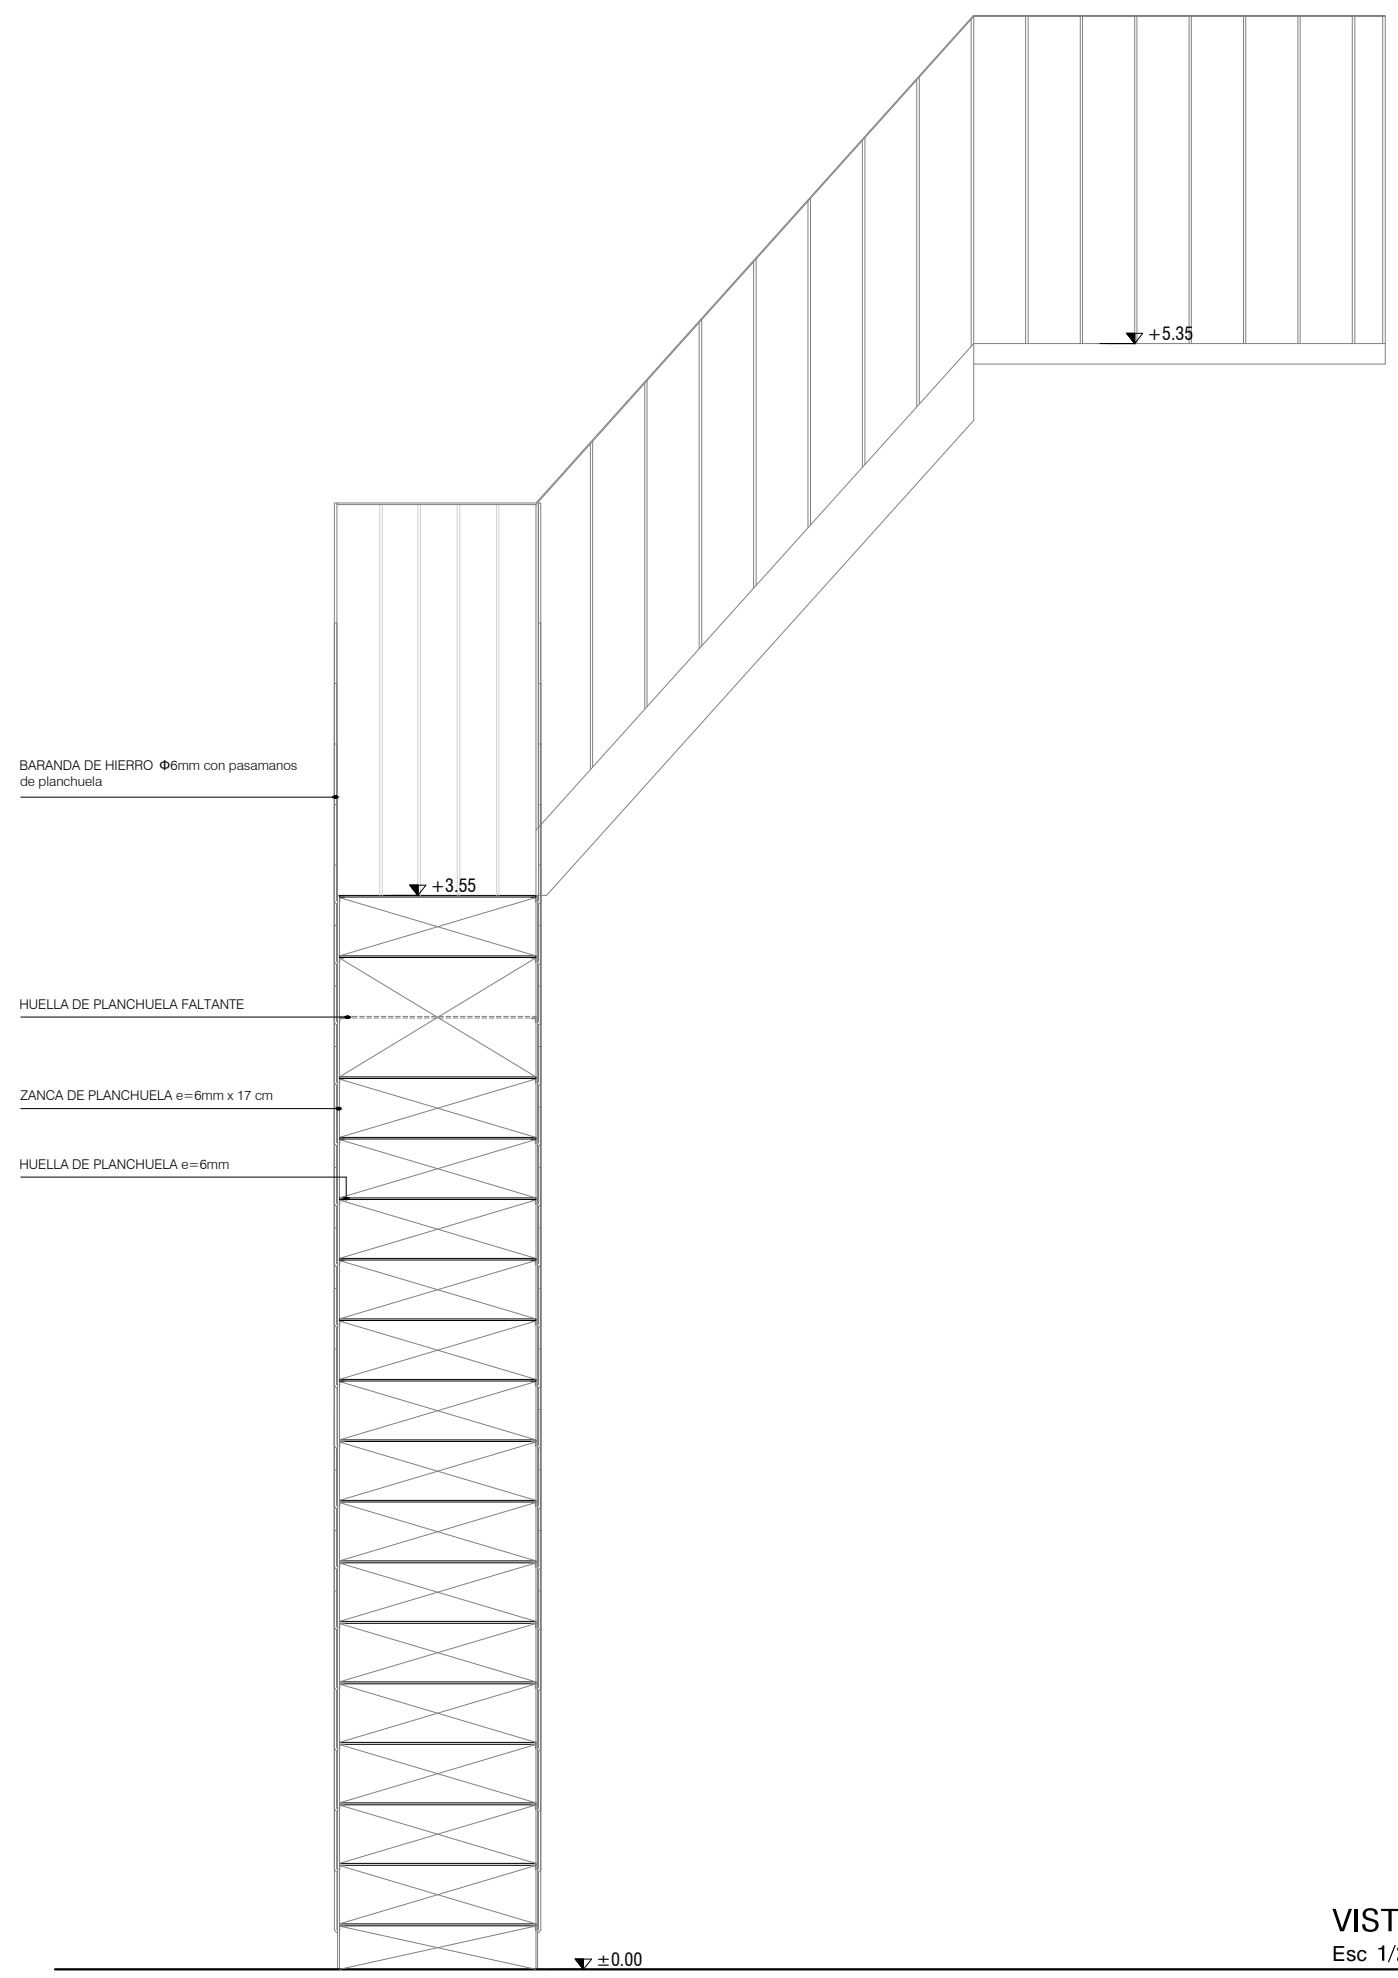 +5.35
BARANDA DE HIERRO Φ6mm con pasamanos
de planchuela
+3.55
HUELLA DE PLANCHUELA FALTANTE
ZANCA DE PLANCHUELA e=6mm x 17 cm
HUELLA DE PLANCHUELA e=6mm
VIST
Esc 1/
±0.00